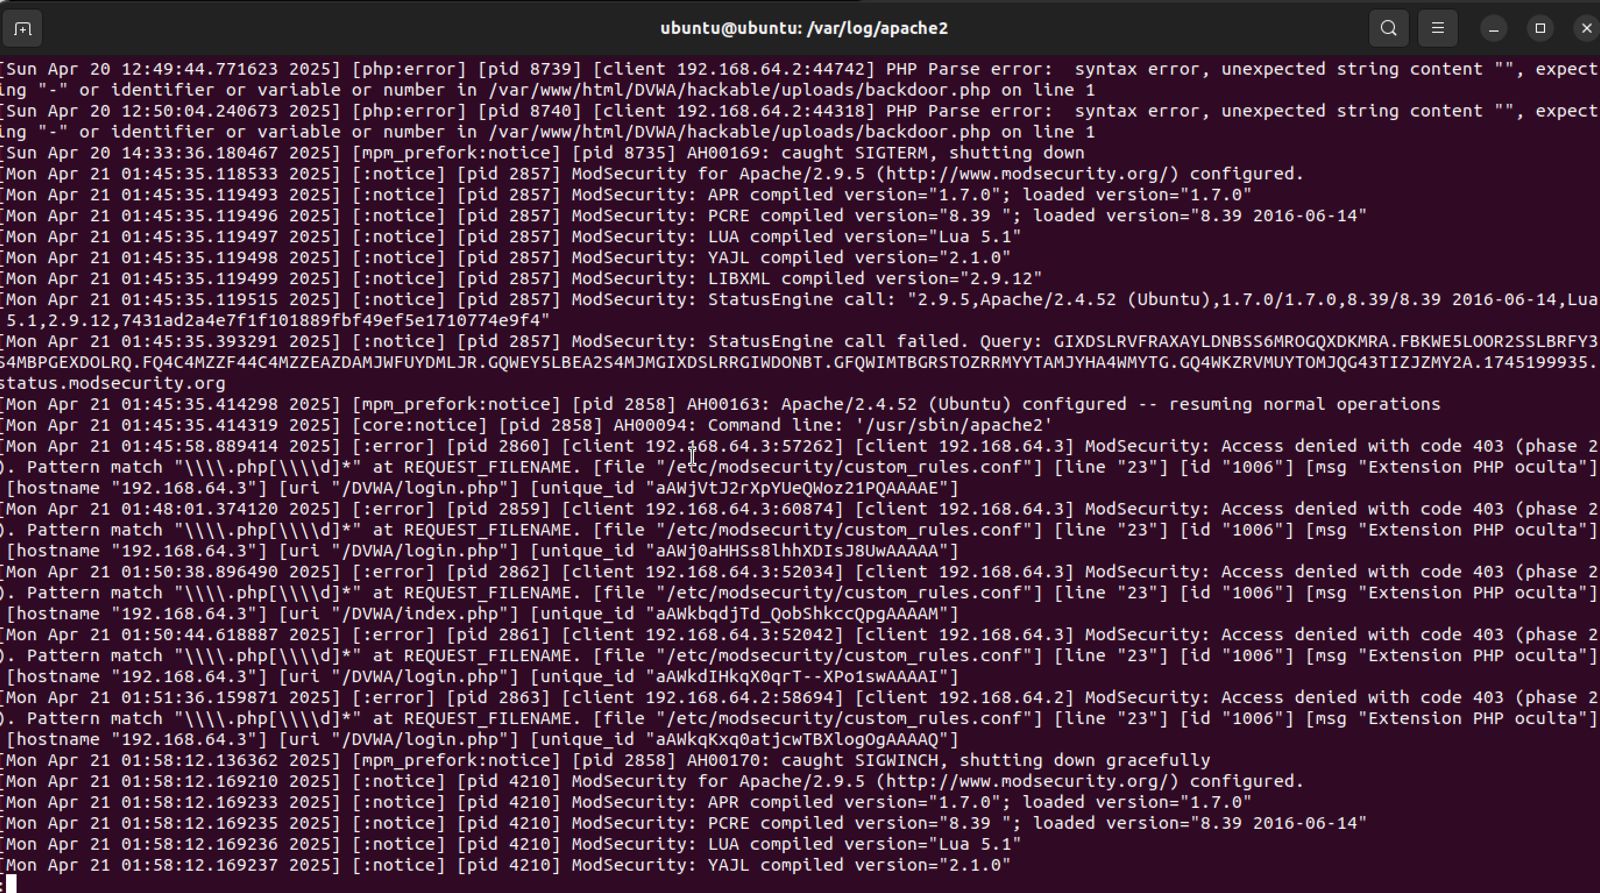 ubuntu@ubuntu: /var/log/apache2
[Sun Apr 20 12:49:44.771623 2025] [php:error] [pid 8739] [client 192.168.64.2:44742] PHP Parse error:  syntax error, unexpected string content "", expect
ing "-" or identifier or variable or number in /var/www/html/DVWA/hackable/uploads/backdoor.php on line 1
[Sun Apr 20 12:50:04.240673 2025] [php:error] [pid 8740] [client 192.168.64.2:44318] PHP Parse error:  syntax error, unexpected string content "", expect
ing "-" or identifier or variable or number in /var/www/html/DVWA/hackable/uploads/backdoor.php on line 1
[Sun Apr 20 14:33:36.180467 2025] [mpm_prefork:notice] [pid 8735] AH00169: caught SIGTERM, shutting down
[Mon Apr 21 01:45:35.118533 2025] [:notice] [pid 2857] ModSecurity for Apache/2.9.5 (http://www.modsecurity.org/) configured.
[Mon Apr 21 01:45:35.119493 2025] [:notice] [pid 2857] ModSecurity: APR compiled version="1.7.0"; loaded version="1.7.0"
[Mon Apr 21 01:45:35.119496 2025] [:notice] [pid 2857] ModSecurity: PCRE compiled version="8.39 "; loaded version="8.39 2016-06-14"
[Mon Apr 21 01:45:35.119497 2025] [:notice] [pid 2857] ModSecurity: LUA compiled version="Lua 5.1"
[Mon Apr 21 01:45:35.119498 2025] [:notice] [pid 2857] ModSecurity: YAJL compiled version="2.1.0"
[Mon Apr 21 01:45:35.119499 2025] [:notice] [pid 2857] ModSecurity: LIBXML compiled version="2.9.12"
[Mon Apr 21 01:45:35.119515 2025] [:notice] [pid 2857] ModSecurity: StatusEngine call: "2.9.5,Apache/2.4.52 (Ubuntu),1.7.0/1.7.0,8.39/8.39 2016-06-14,Lua
 5.1,2.9.12,7431ad2a4e7f1f101889fbf49ef5e1710774e9f4"
[Mon Apr 21 01:45:35.393291 2025] [:notice] [pid 2857] ModSecurity: StatusEngine call failed. Query: GIXDSLRVFRAXAYLDNBSS6MROGQXDKMRA.FBKWE5LOOR2SSLBRFY3
S4MBPGEXDOLRQ.FQ4C4MZZF44C4MZZEAZDAMJWFUYDMLJR.GQWEY5LBEA2S4MJMGIXDSLRRGIWDONBT.GFQWIMTBGRSTOZRRMYYTAMJYHA4WMYTG.GQ4WKZRVMUYTOMJQG43TIZJZMY2A.1745199935.
status.modsecurity.org
[Mon Apr 21 01:45:35.414298 2025] [mpm_prefork:notice] [pid 2858] AH00163: Apache/2.4.52 (Ubuntu) configured -- resuming normal operations
[Mon Apr 21 01:45:35.414319 2025] [core:notice] [pid 2858] AH00094: Command line: '/usr/sbin/apache2'
[Mon Apr 21 01:45:58.889414 2025] [:error] [pid 2860] [client 192.168.64.3:57262] [client 192.168.64.3] ModSecurity: Access denied with code 403 (phase 2
). Pattern match "\\\\.php[\\\\d]*" at REQUEST_FILENAME. [file "/etc/modsecurity/custom_rules.conf"] [line "23"] [id "1006"] [msg "Extension PHP oculta"]
 [hostname "192.168.64.3"] [uri "/DVWA/login.php"] [unique_id "aAWjVtJ2rXpYUeQWoz21PQAAAAE"]
[Mon Apr 21 01:48:01.374120 2025] [:error] [pid 2859] [client 192.168.64.3:60874] [client 192.168.64.3] ModSecurity: Access denied with code 403 (phase 2
). Pattern match "\\\\.php[\\\\d]*" at REQUEST_FILENAME. [file "/etc/modsecurity/custom_rules.conf"] [line "23"] [id "1006"] [msg "Extension PHP oculta"]
 [hostname "192.168.64.3"] [uri "/DVWA/login.php"] [unique_id "aAWj0aHHSs8lhhXDIsJ8UwAAAAA"]
[Mon Apr 21 01:50:38.896490 2025] [:error] [pid 2862] [client 192.168.64.3:52034] [client 192.168.64.3] ModSecurity: Access denied with code 403 (phase 2
). Pattern match "\\\\.php[\\\\d]*" at REQUEST_FILENAME. [file "/etc/modsecurity/custom_rules.conf"] [line "23"] [id "1006"] [msg "Extension PHP oculta"]
 [hostname "192.168.64.3"] [uri "/DVWA/index.php"] [unique_id "aAWkbqdjTd_QobShkccQpgAAAAM"]
[Mon Apr 21 01:50:44.618887 2025] [:error] [pid 2861] [client 192.168.64.3:52042] [client 192.168.64.3] ModSecurity: Access denied with code 403 (phase 2
). Pattern match "\\\\.php[\\\\d]*" at REQUEST_FILENAME. [file "/etc/modsecurity/custom_rules.conf"] [line "23"] [id "1006"] [msg "Extension PHP oculta"]
 [hostname "192.168.64.3"] [uri "/DVWA/login.php"] [unique_id "aAWkdIHkqX0qrT--XPo1swAAAAI"]
[Mon Apr 21 01:51:36.159871 2025] [:error] [pid 2863] [client 192.168.64.2:58694] [client 192.168.64.2] ModSecurity: Access denied with code 403 (phase 2
). Pattern match "\\\\.php[\\\\d]*" at REQUEST_FILENAME. [file "/etc/modsecurity/custom_rules.conf"] [line "23"] [id "1006"] [msg "Extension PHP oculta"]
 [hostname "192.168.64.3"] [uri "/DVWA/login.php"] [unique_id "aAWkqKxq0atjcwTBXlogOgAAAAQ"]
[Mon Apr 21 01:58:12.136362 2025] [mpm_prefork:notice] [pid 2858] AH00170: caught SIGWINCH, shutting down gracefully
[Mon Apr 21 01:58:12.169210 2025] [:notice] [pid 4210] ModSecurity for Apache/2.9.5 (http://www.modsecurity.org/) configured.
[Mon Apr 21 01:58:12.169233 2025] [:notice] [pid 4210] ModSecurity: APR compiled version="1.7.0"; loaded version="1.7.0"
[Mon Apr 21 01:58:12.169235 2025] [:notice] [pid 4210] ModSecurity: PCRE compiled version="8.39 "; loaded version="8.39 2016-06-14"
[Mon Apr 21 01:58:12.169236 2025] [:notice] [pid 4210] ModSecurity: LUA compiled version="Lua 5.1"
[Mon Apr 21 01:58:12.169237 2025] [:notice] [pid 4210] ModSecurity: YAJL compiled version="2.1.0"
: